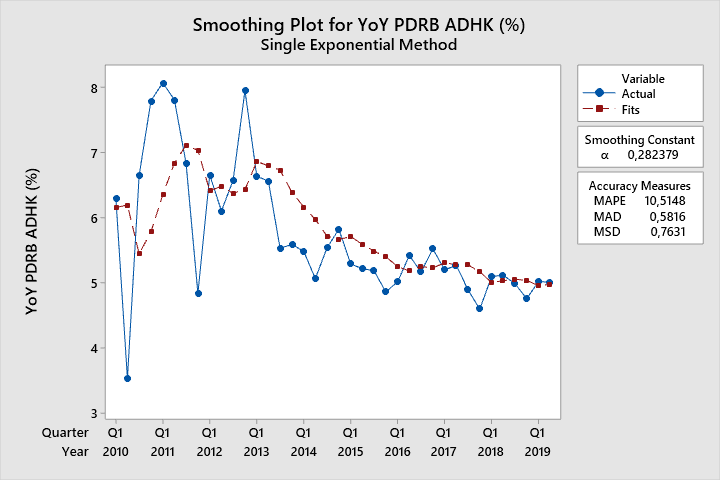 Smoothing Plot for YoY PDRB ADHK (%)
Single Exponential Method
YoY PDRB ADHK (%)
8
7
6
5
4
3
Quarter Q1 Q1 Q1 Q1 Q1 Q1 Q1 Q1 Q1 Q1
Year 2010 2011 2012 2013 2014 2015 2016 2017 2018 2019
Variable
Actual
Fits
Smoothing Constant
α 0,282379
Accuracy Measures
MAPE 10,5148
MAD 0,5816
MSD 0,7631